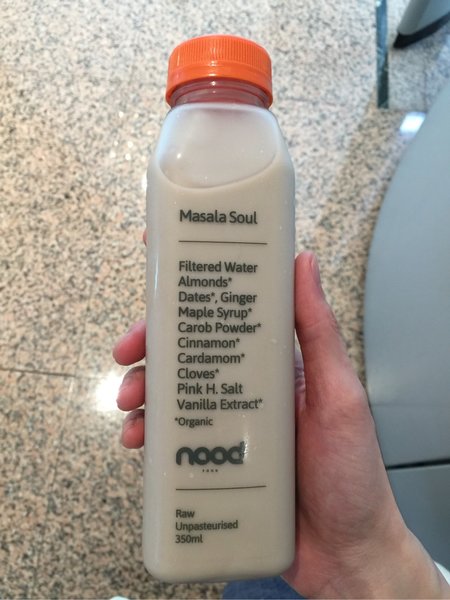 Masala Soul
Filtered Water
Almonds*
Dates*, Ginger
Maple Syrup*
Carob Powder*
Cinnamon*
Cardamom*
Cloves*
Pink H. Salt
Vanilla Extract*
*Organic
nood
Raw
Unpasteurised
350ml